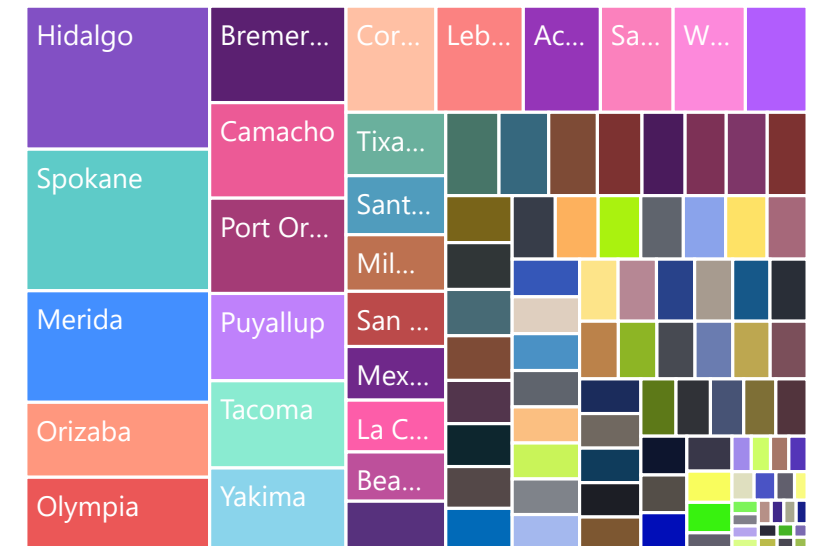 Hidalgo
Spokane
Merida
Orizaba
Olympia
Bremer...
Camacho
Port Or...
Puyallup
Tacoma
Yakima
Cor...
Leb...
Ac...
Sa...
W...
Tixa...
Sant...
Mil...
San ...
Mex...
La C...
Bea...